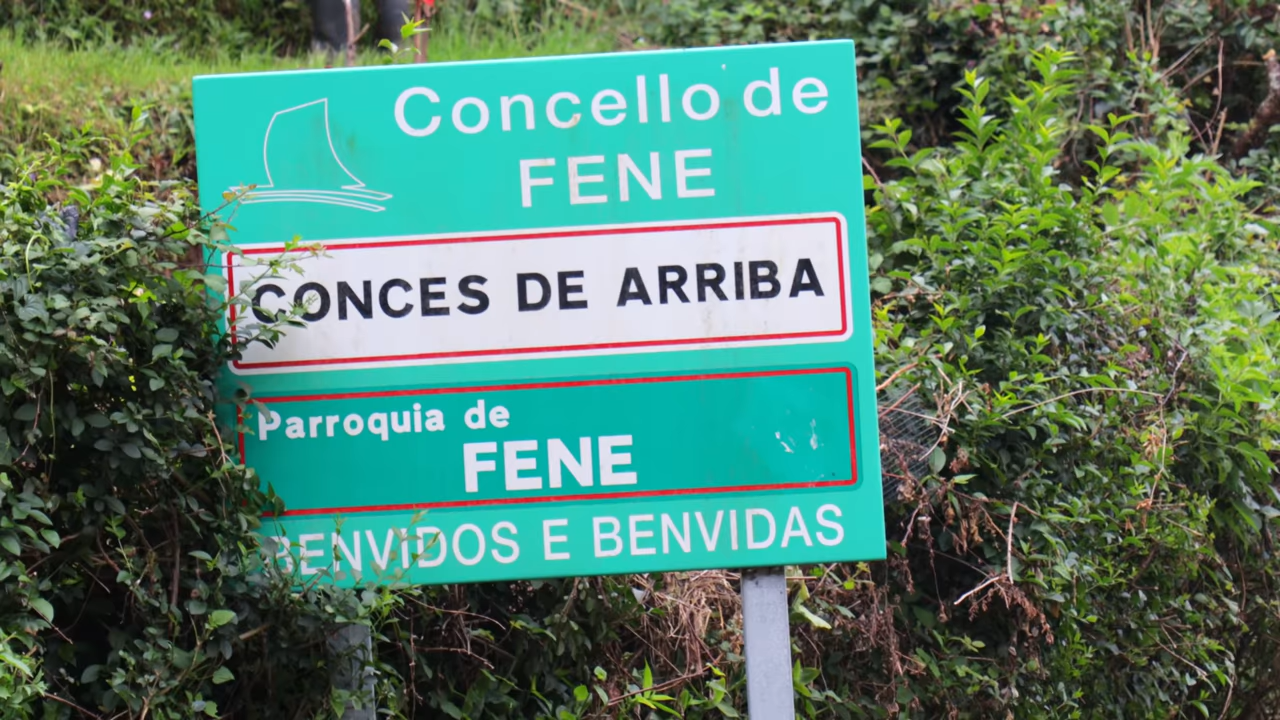 Concello de
FENE
CONCES DE ARRIBA
Parroquia de
FENE
BENVIDOS E BENVIDAS